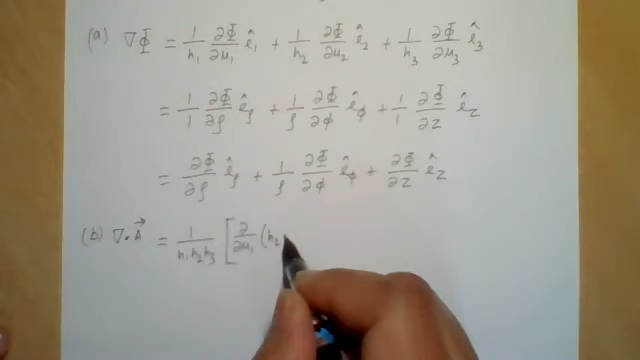 (a) ∇Φ = 1/h₁ ∂Φ/∂u₁ ê₁ + 1/h₂ ∂Φ/∂u₂ ê₂ + 1/h₃ ∂Φ/∂u₃ ê₃
= 1/1 ∂Φ/∂ρ ê_ρ + 1/ρ ∂Φ/∂ϕ ê_ϕ + 1/1 ∂Φ/∂z ê_z
= ∂Φ/∂ρ ê_ρ + 1/ρ ∂Φ/∂ϕ ê_ϕ + ∂Φ/∂z ê_z
(b) ∇·A⃗ = 1/h₁h₂h₃ [ ∂/∂u₁ (h₂